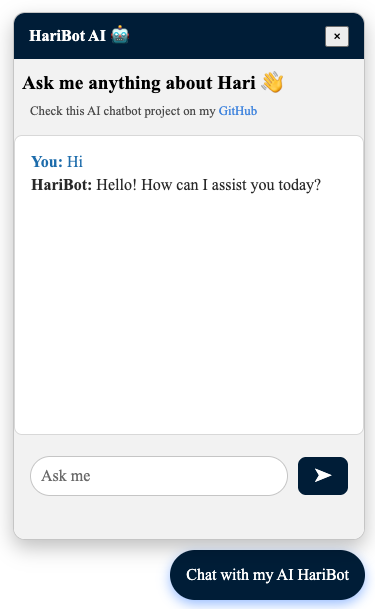 HariBot AI 🤖
×
Ask me anything about Hari 👋
Check this AI chatbot project on my GitHub
You: Hi
HariBot: Hello! How can I assist you today?
Ask me
Chat with my AI HariBot